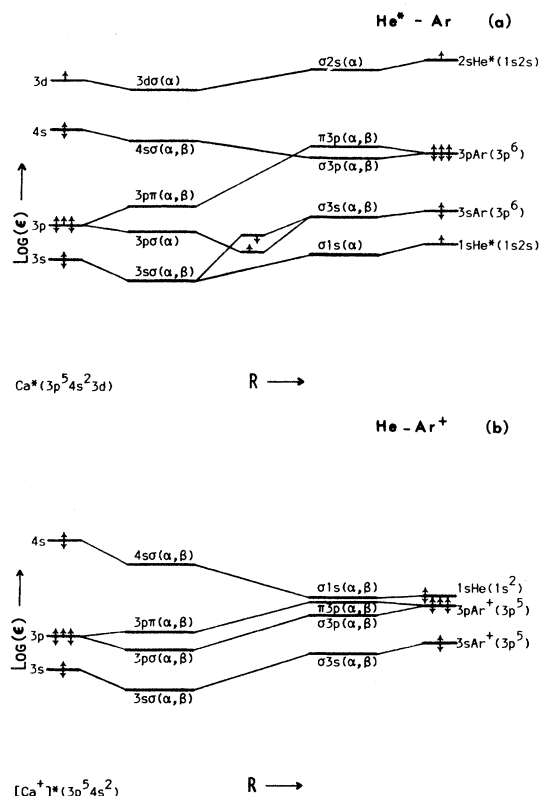 He* - Ar (a)
3d
3dσ(α)
σ2s(α)
2sHe*(1s2s)
4s
4sσ(α,β)
π3p(α,β)
σ3p(α,β)
3pAr(3p⁶)
3p
3pπ(α,β)
3pσ(α)
σ3s(α,β)
3sAr(3p⁶)
3s
3sσ(α,β)
σ1s(α)
1sHe*(1s2s)
LOG(ϵ) →
Ca*(3p⁵4s²3d)
R →
He - Ar⁺ (b)
4s
4sσ(α,β)
σ1s(α,β)
1sHe(1s²)
π3p(α,β)
3pAr⁺(3p⁵)
σ3p(α,β)
3p
3pπ(α,β)
3pσ(α,β)
3s
3sσ(α,β)
σ3s(α,β)
3sAr⁺(3p⁵)
LOG(ϵ) →
[Ca⁺]*(3p⁵4s²)
R →